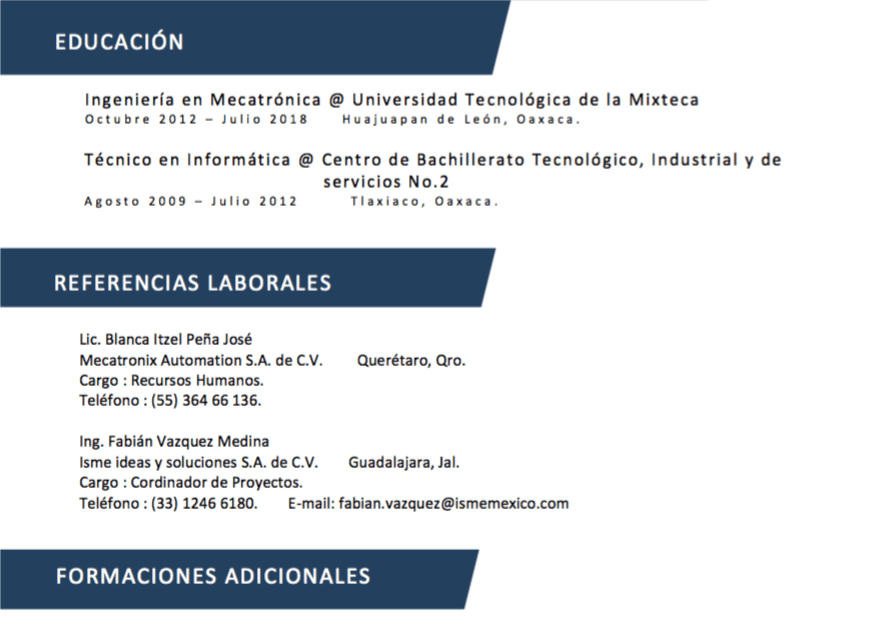 EDUCACIÓN
Ingeniería en Mecatrónica @ Universidad Tecnológica de la Mixteca
Octubre 2012 – Julio 2018 Huajuapan de León, Oaxaca.
Técnico en Informática @ Centro de Bachillerato Tecnológico, Industrial y de
servicios No.2
Agosto 2009 – Julio 2012 Tlaxiaco, Oaxaca.
REFERENCIAS LABORALES
Lic. Blanca Itzel Peña José
Mecatronix Automation S.A. de C.V. Querétaro, Qro.
Cargo : Recursos Humanos.
Teléfono : (55) 364 66 136.
Ing. Fabián Vazquez Medina
Isme ideas y soluciones S.A. de C.V. Guadalajara, Jal.
Cargo : Cordinador de Proyectos.
Teléfono : (33) 1246 6180. E-mail: fabian.vazquez@ismemexico.com
FORMACIONES ADICIONALES